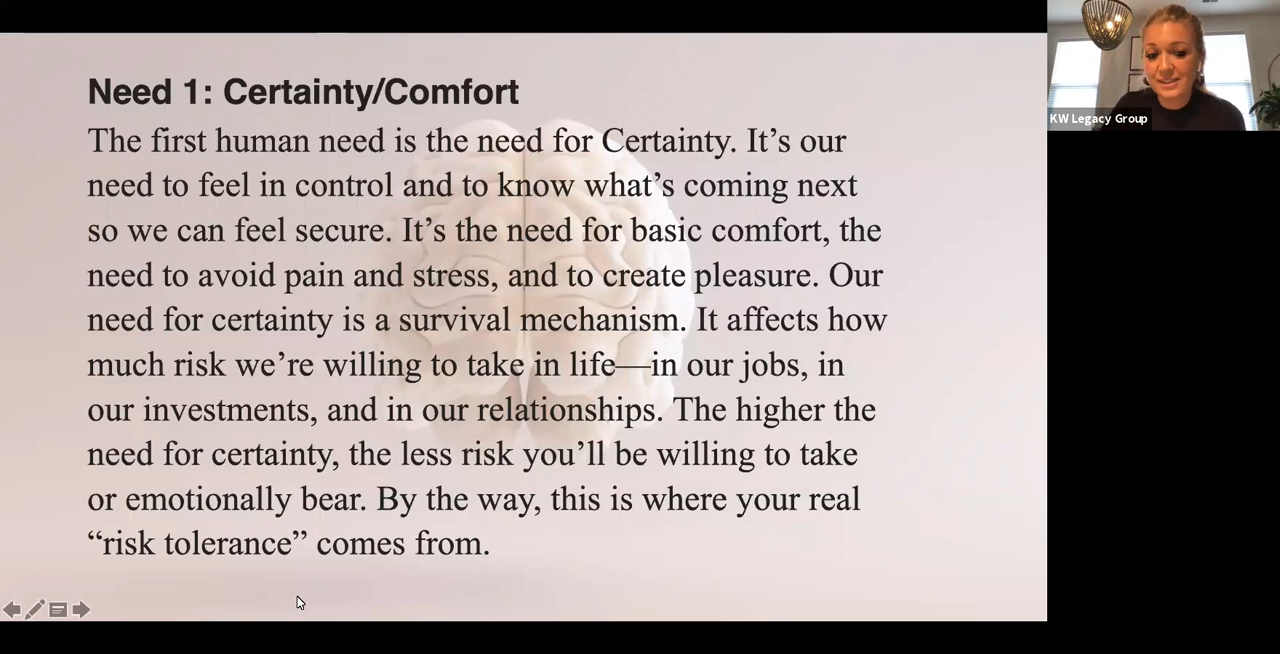 Need 1: Certainty/Comfort
The first human need is the need for Certainty. It’s our
need to feel in control and to know what’s coming next
so we can feel secure. It’s the need for basic comfort, the
need to avoid pain and stress, and to create pleasure. Our
need for certainty is a survival mechanism. It affects how
much risk we’re willing to take in life—in our jobs, in
our investments, and in our relationships. The higher the
need for certainty, the less risk you’ll be willing to take
or emotionally bear. By the way, this is where your real
“risk tolerance” comes from.
KW Legacy Group